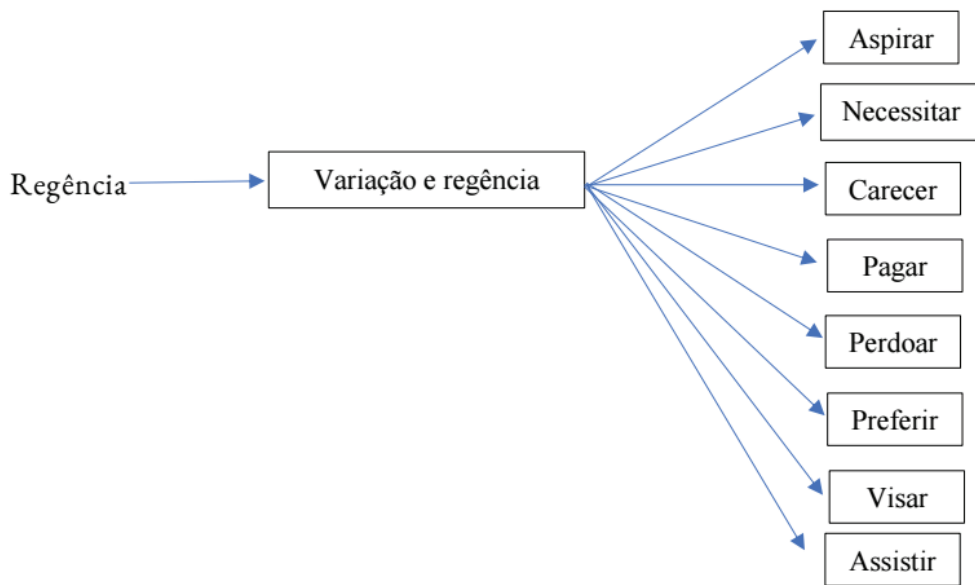 Regência
Variação e regência
Aspirar
Necessitar
Carecer
Pagar
Perdoar
Preferir
Visar
Assistir